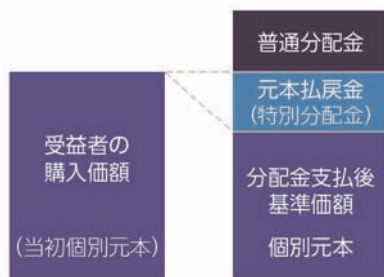 普通分配金
元本払戻金
(特別分配金)
受益者の
購入価額
(当初個別元本)
分配金支払後
基準価額
個別元本